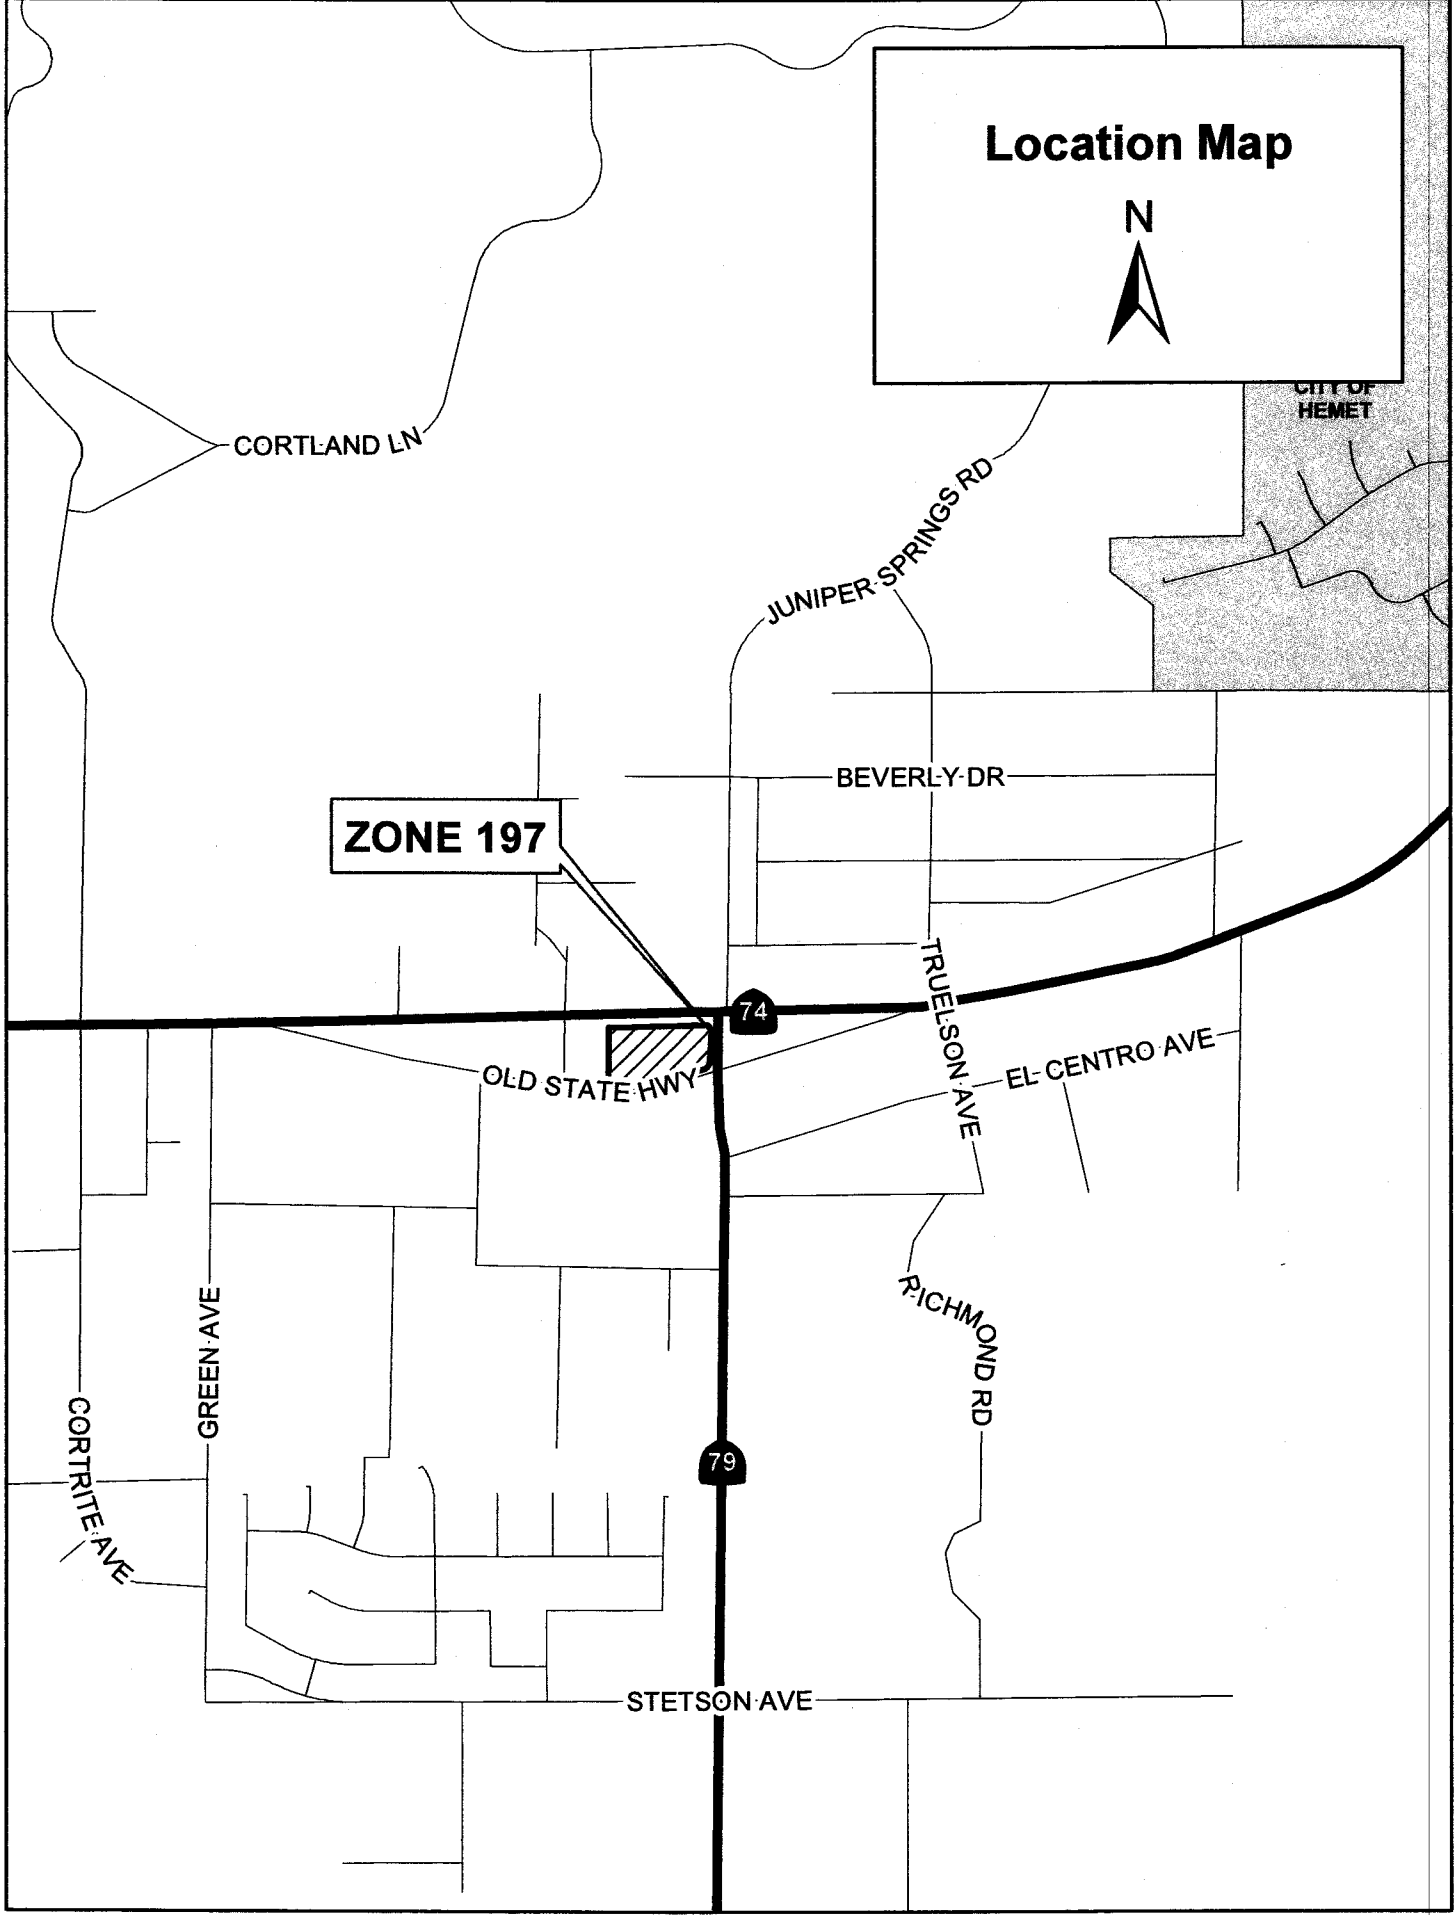 Location Map
N
CITY OF
HEMET
CORTLAND LN
JUNIPER SPRINGS RD
BEVERLY DR
ZONE 197
74
TRUELSON AVE
OLD STATE HWY
EL CENTRO AVE
RICHMOND RD
GREEN AVE
CORTRITE AVE
79
STETSON AVE